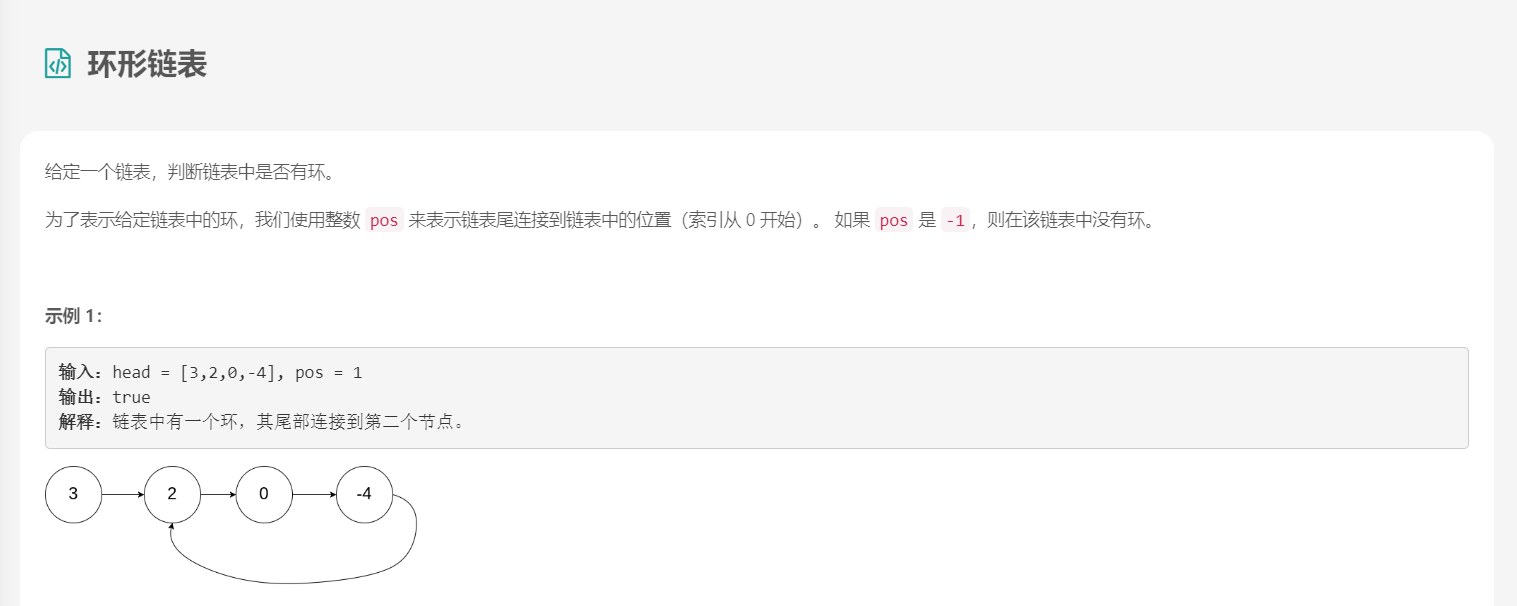 环形链表
给定一个链表，判断链表中是否有环。
为了表示给定链表中的环，我们使用整数 pos 来表示链表尾连接到链表中的位置（索引从 0 开始）。 如果 pos 是 -1，则在该链表中没有环。
示例 1：
输入：head = [3,2,0,-4], pos = 1
输出：true
解释：链表中有一个环，其尾部连接到第二个节点。
3 2 0 -4